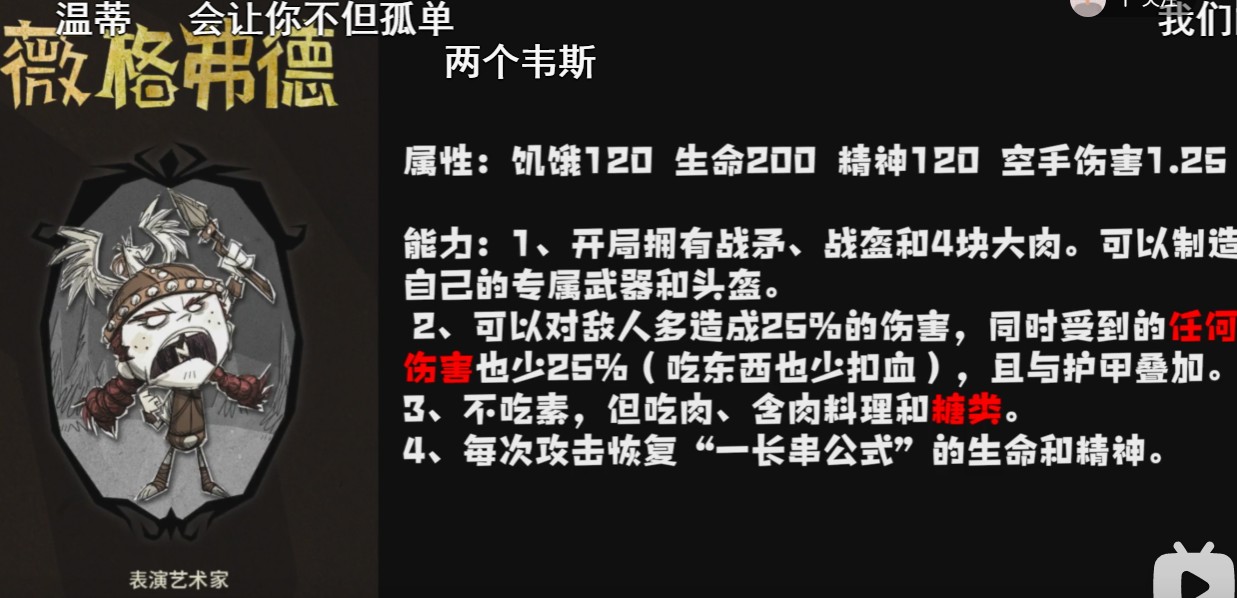 温蒂 会让你不但孤单
我们
两个韦斯
薇格弗德
属性：饥饿120 生命200 精神120 空手伤害1.25
能力：1、开局拥有战矛、战盔和4块大肉。可以制造
自己的专属武器和头盔。
2、可以对敌人多造成25%的伤害，同时受到的任何
伤害也少25%（吃东西也少扣血），且与护甲叠加。
3、不吃素，但吃肉、含肉料理和糖类。
4、每次攻击恢复“一长串公式”的生命和精神。
表演艺术家